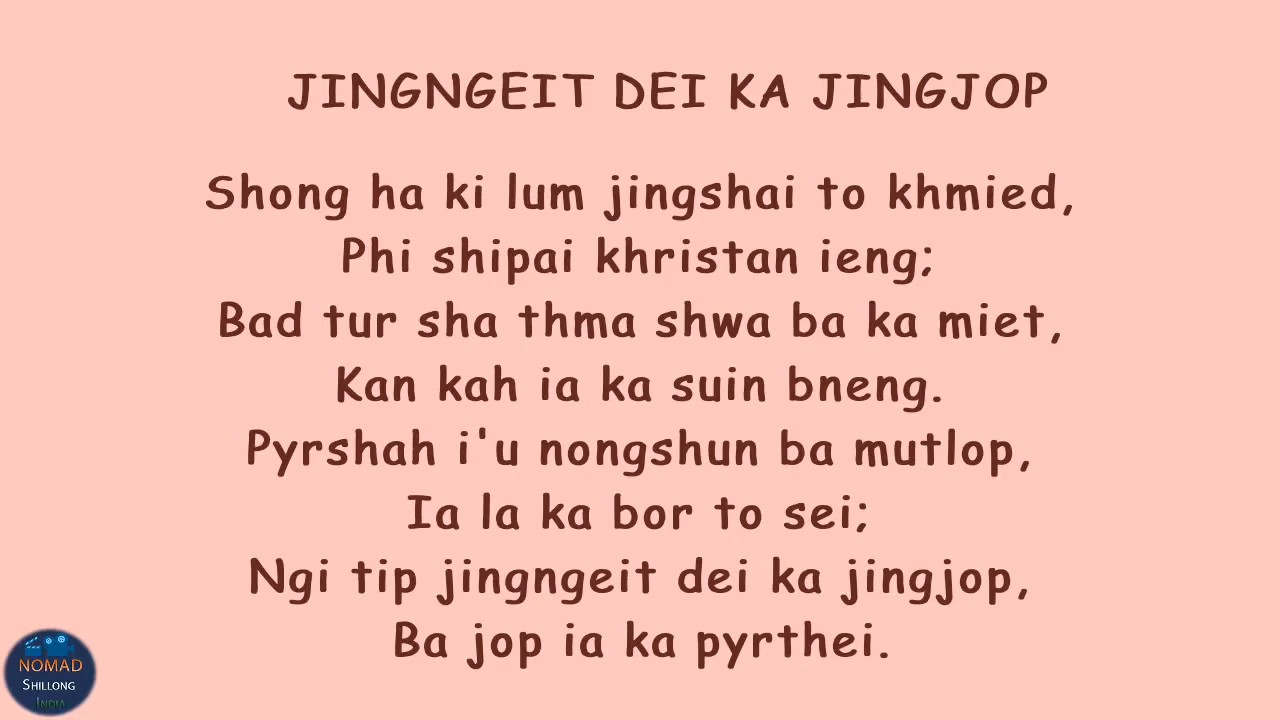 JINGNGEIT DEI KA JINGJOP
Shong ha ki lum jingshai to khmied,
Phi shipai khristan ieng;
Bad tur sha thma shwa ba ka miet,
Kan kah ia ka suin bneng.
Pyrshah i'u nongshun ba mutlop,
Ia la ka bor to sei;
Ngi tip jingngeit dei ka jingjop,
Ba jop ia ka pyrthei.
NOMAD
SHILLONG
INDIA